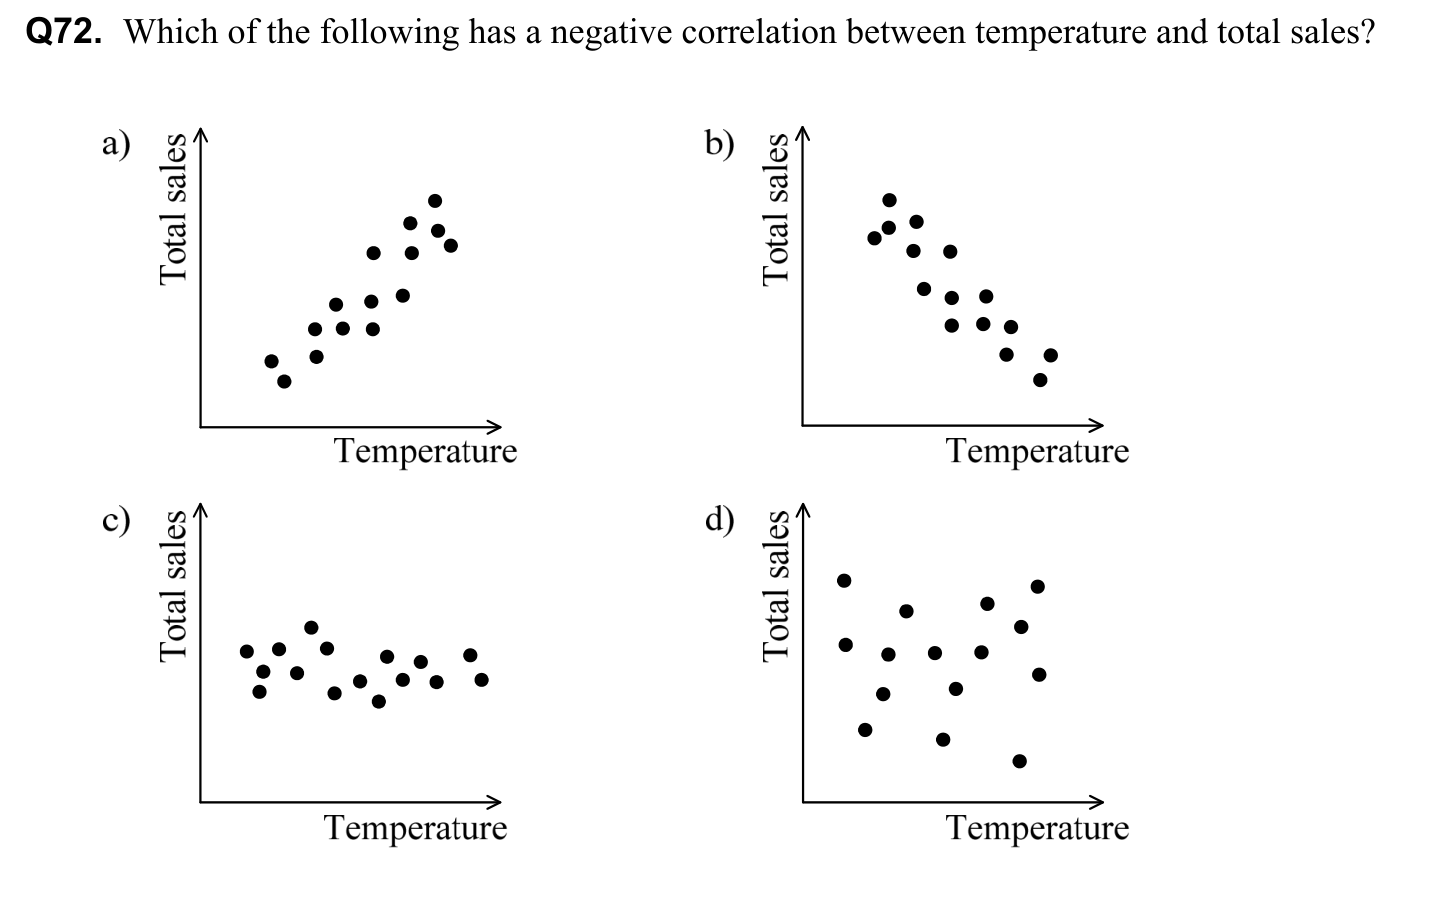 Q72. Which of the following has a negative correlation between temperature and total sales?
a)
Total sales
Temperature
b)
Total sales
Temperature
c)
Total sales
Temperature
d)
Total sales
Temperature